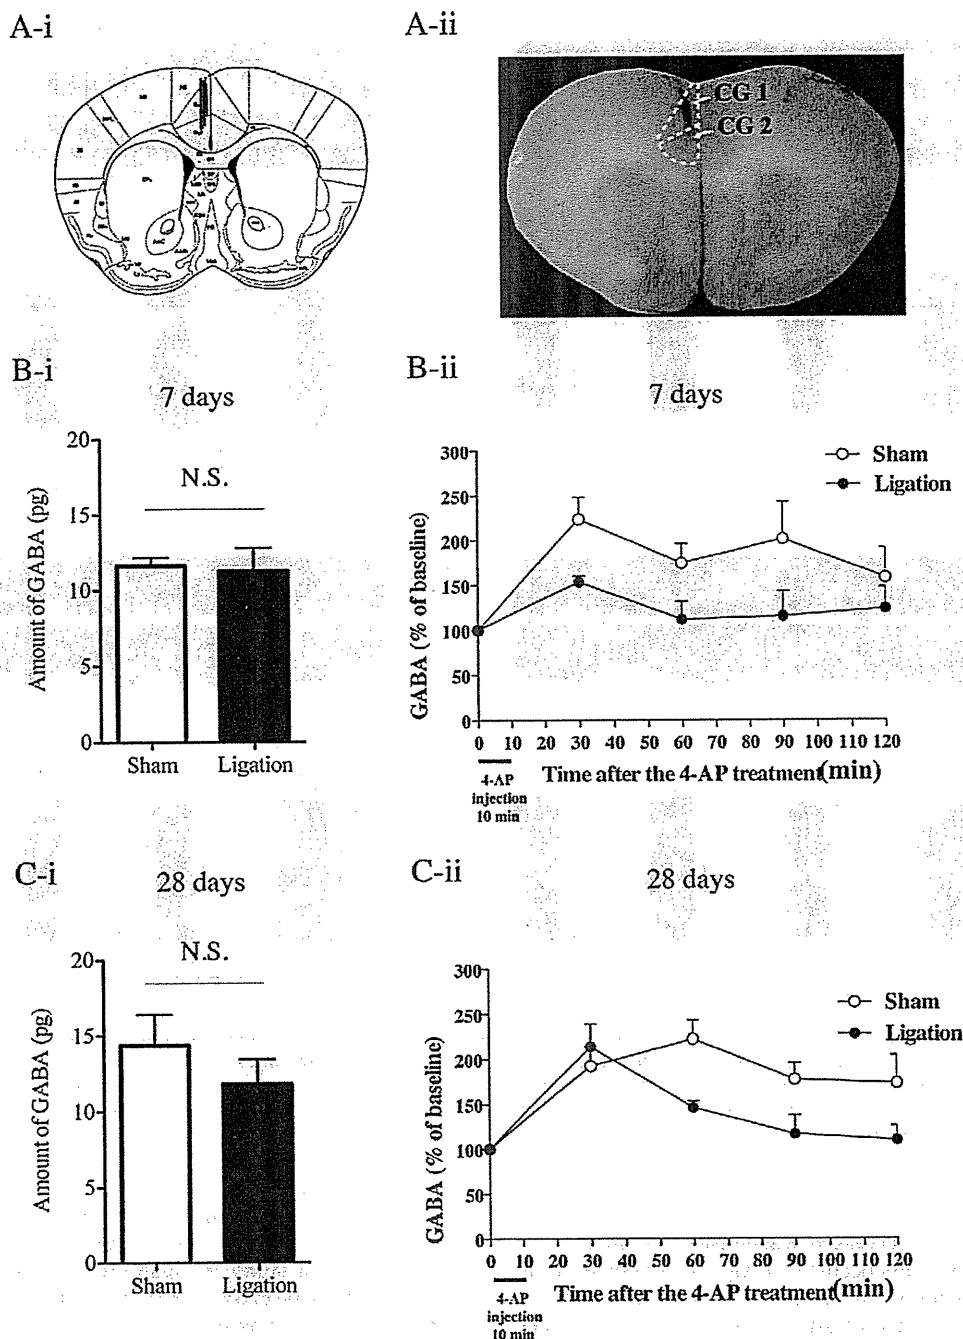 A-i
A-ii
CG 1
CG 2
B-i
7 days
20
15
10
5
0
Amount of GABA (pg)
N.S.
Sham
Ligation
B-ii
7 days
300
250
200
150
100
50
0
GABA (% of baseline)
Sham
Ligation
0 10 20 30 40 50 60 70 80 90 100 110 120
4-AP
injection
10 min
Time after the 4-AP treatment(min)
C-i
28 days
20
15
10
5
0
Amount of GABA (pg)
N.S.
Sham
Ligation
C-ii
28 days
300
250
200
150
100
50
0
GABA (% of baseline)
Sham
Ligation
0 10 20 30 40 50 60 70 80 90 100 110 120
4-AP
injection
10 min
Time after the 4-AP treatment(min)